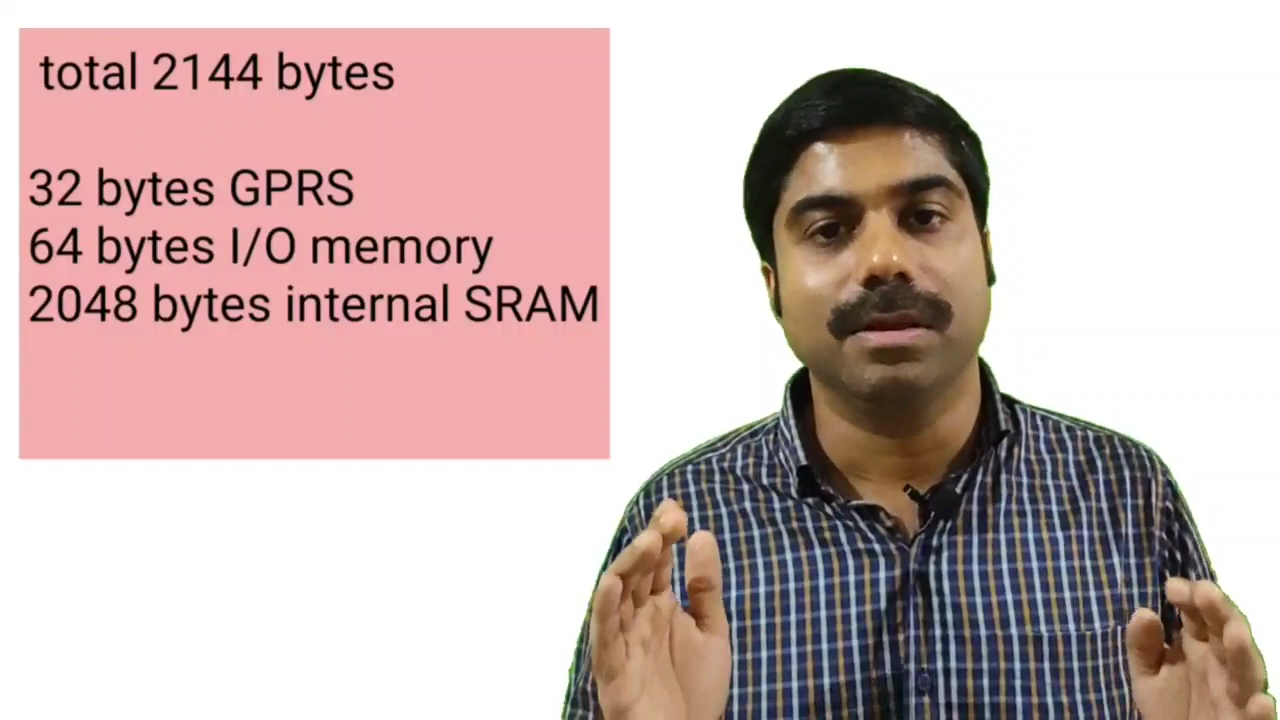 total 2144 bytes
32 bytes GPRS
64 bytes I/O memory
2048 bytes internal SRAM